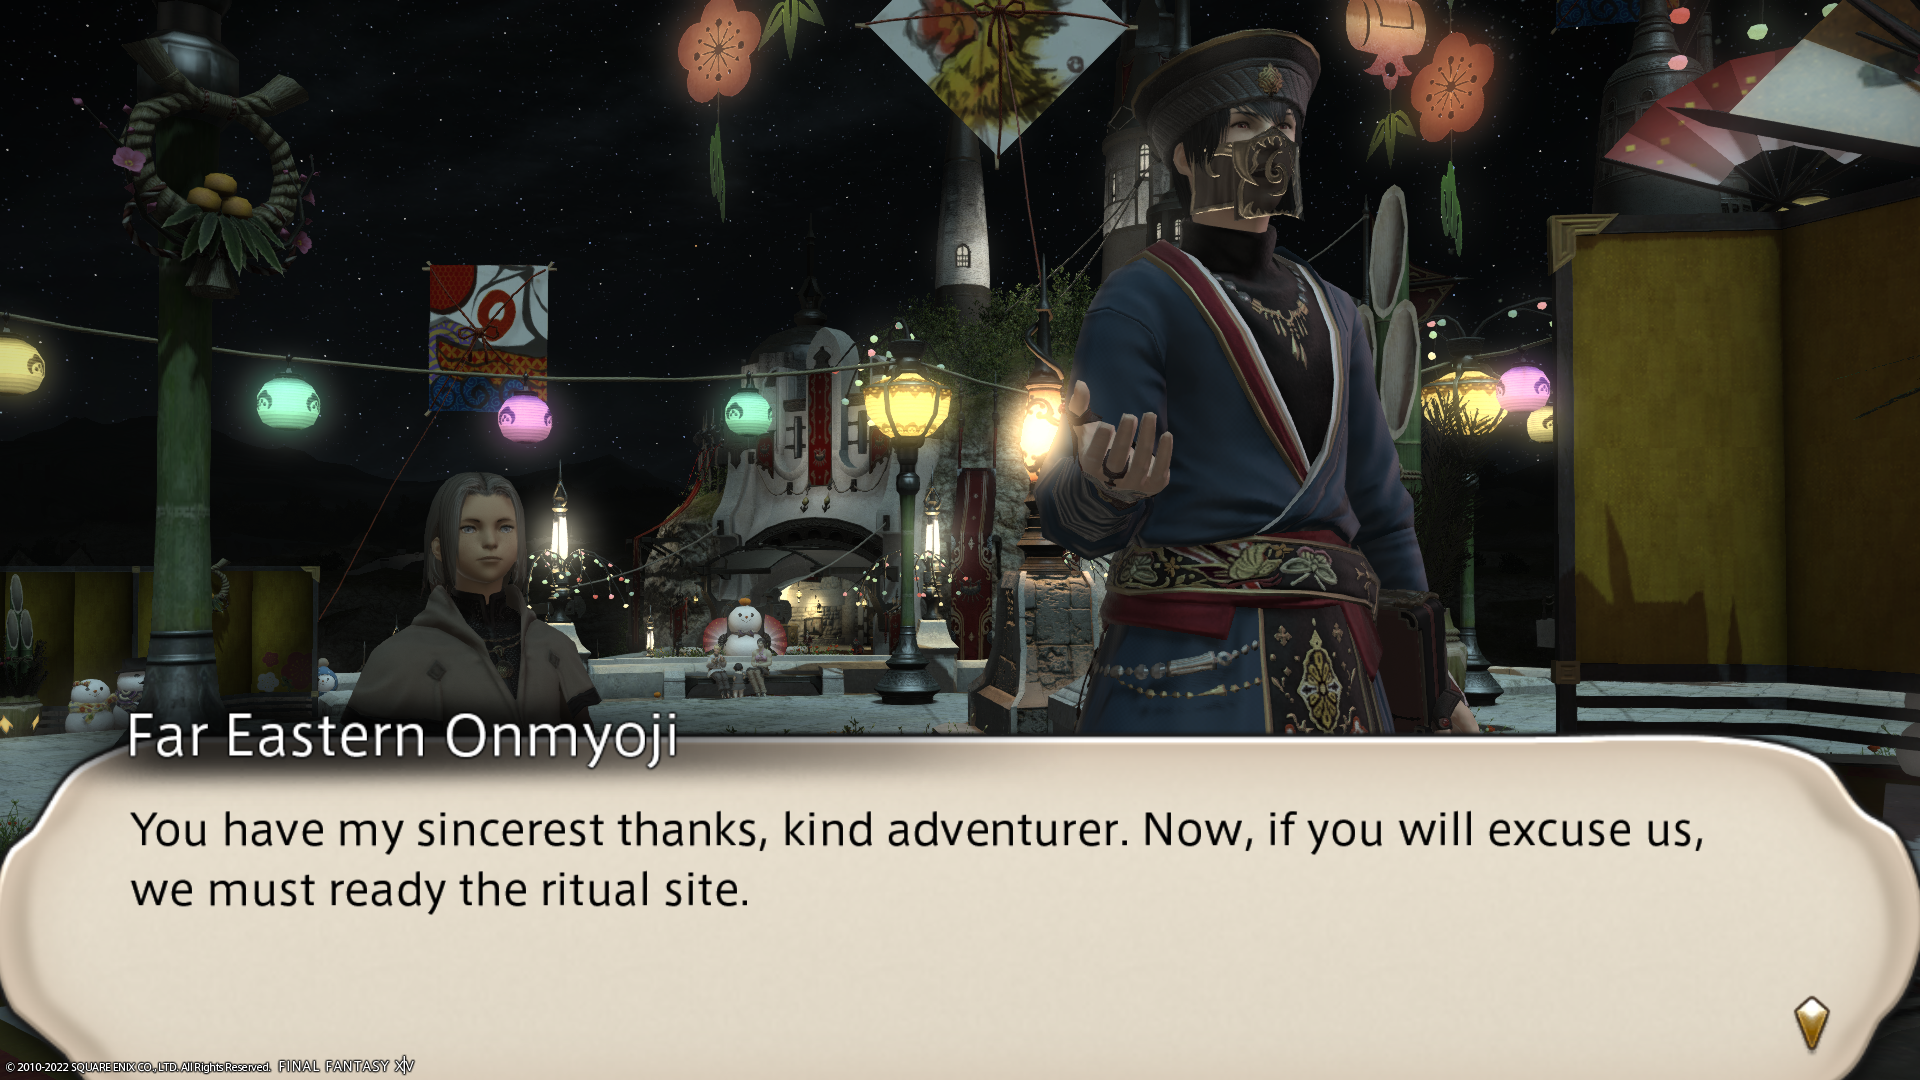 Far Eastern Onmyoji
You have my sincerest thanks, kind adventurer. Now, if you will excuse us,
we must ready the ritual site.
© 2010-2022 SQUARE ENIX CO., LTD. All Rights Reserved. FINAL FANTASY XIV